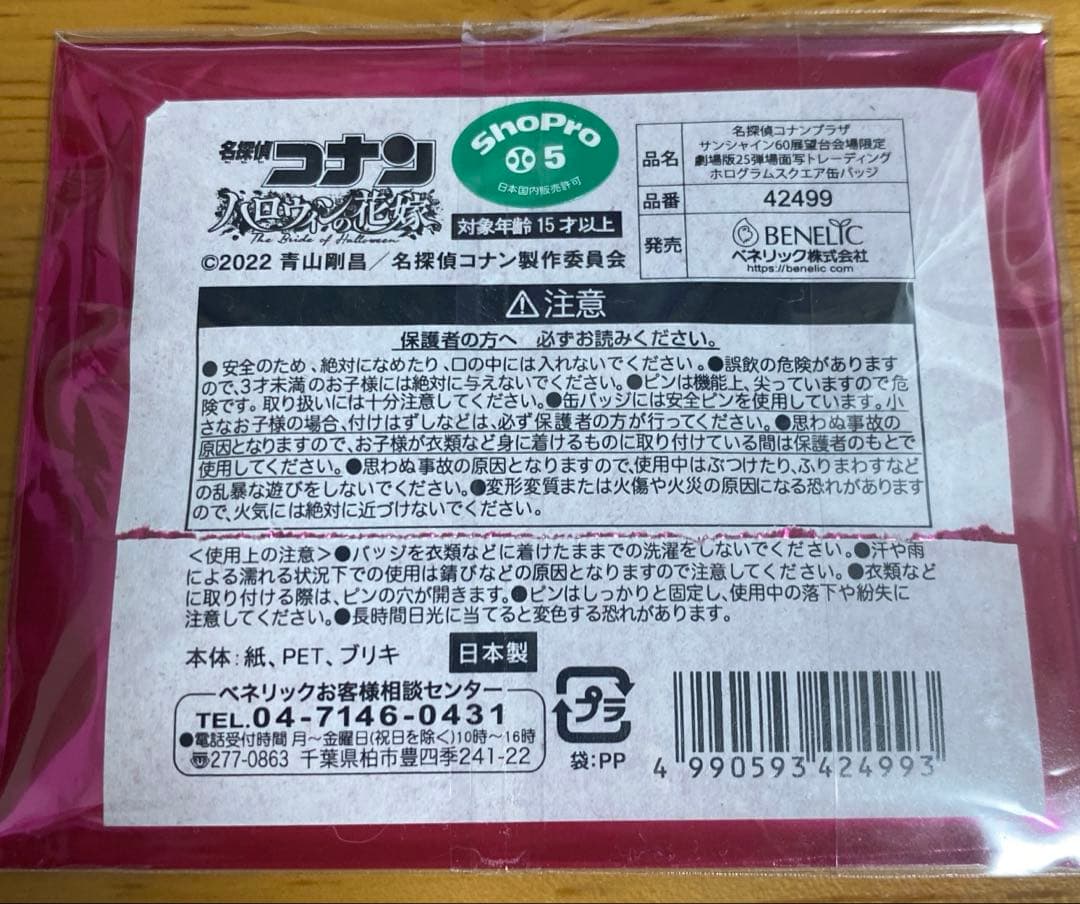 名探偵
コナン
ハロウィンの花嫁
The Bride of Halloween
ShoPro
5
日本国内販売許可
対象年齢15才以上
©2022 青山剛昌／名探偵コナン製作委員会
品名
名探偵コナンプラザ
サンシャイン60展望台会場限定
劇場版25弾場面写トレーディング
ホログラムスクエア缶バッジ
品番
42499
発売
BENELIC
ベネリック株式会社
https://benelic.com
⚠注意
保護者の方へ 必ずお読みください。
●安全のため、絶対になめたり、口の中には入れないでください。●誤飲の危険があります
ので、3才未満のお子様には絶対に与えないでください。●ピンは機能上、尖っていますので危
険です。取り扱いには十分注意してください。●缶バッジには安全ピンを使用しています。小
さなお子様の場合、付けはずしなどは、必ず保護者の方が行ってください。●思わぬ事故の
原因となりますので、お子様が衣類など身に着けるものに取り付けている間は保護者のもとで
使用してください。●思わぬ事故の原因となりますので、使用中はぶつけたり、ふりまわすなど
の乱暴な遊びをしないでください。●変形変質または火傷や火災の原因になる恐れがあります
ので、火気には絶対に近づけないでください。
＜使用上の注意＞●バッジを衣類などに着けたままでの洗濯をしないでください。●汗や雨
による濡れる状況下での使用は錆びなどの原因となりますので注意してください。●衣類など
に取り付ける際は、ピンの穴が開きます。●ピンはしっかりと固定し、使用中の落下や紛失に
注意してください。●長時間日光に当てると変色する恐れがあります。
本体：紙、PET、ブリキ
日本製
ベネリックお客様相談センター
TEL.04-7146-0431
●電話受付時間 月～金曜日(祝日を除く)10時～16時
〒277-0863 千葉県柏市豊四季241-22
プラ
袋：PP
4 990593 424993